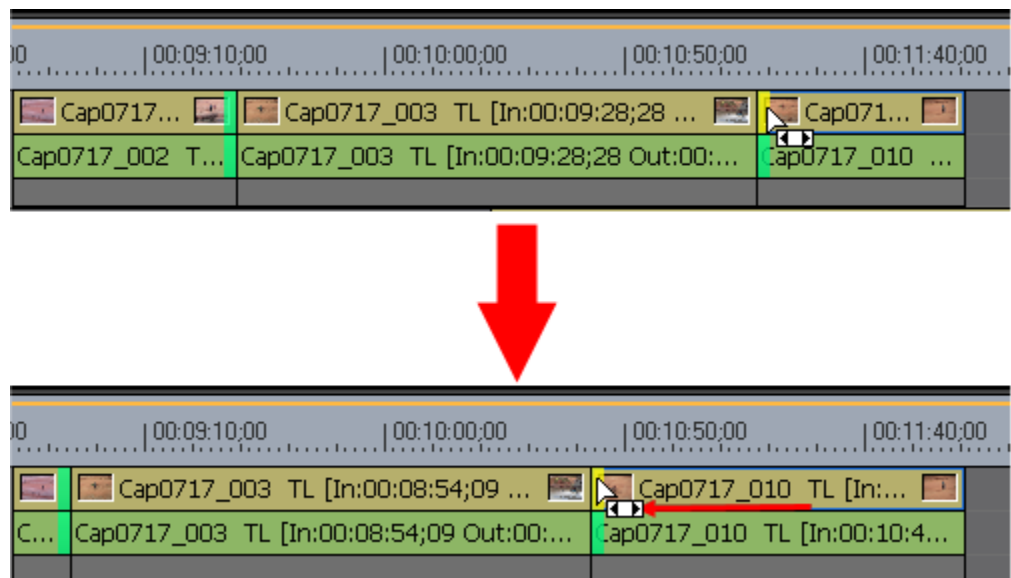 00 00:09:10;00 00:10:00;00 00:10:50;00 00:11:40;00
Cap0717... Cap0717_003 TL [In:00:09:28;28 ... Cap071...
Cap0717_002 T... Cap0717_003 TL [In:00:09:28;28 Out:00:... Cap0717_010 ...
00 00:09:10;00 00:10:00;00 00:10:50;00 00:11:40;00
Cap0717_003 TL [In:00:08:54;09 ... Cap0717_010 TL [In:...
C... Cap0717_003 TL [In:00:08:54;09 Out:00:... Cap0717_010 TL [In:00:10:4...